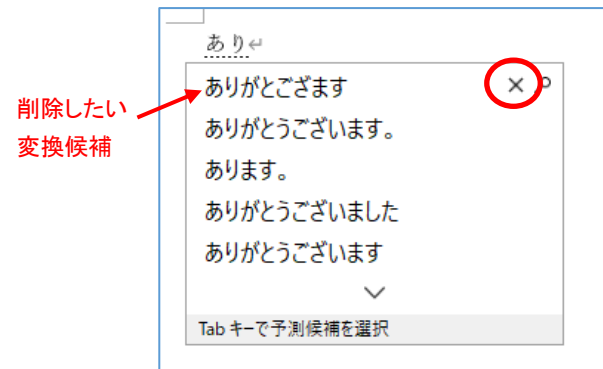 あり↵
ありがとござます
ありがとうございます。
あります。
ありがとうございました
ありがとうございます
Tab キーで予測候補を選択
削除したい
変換候補